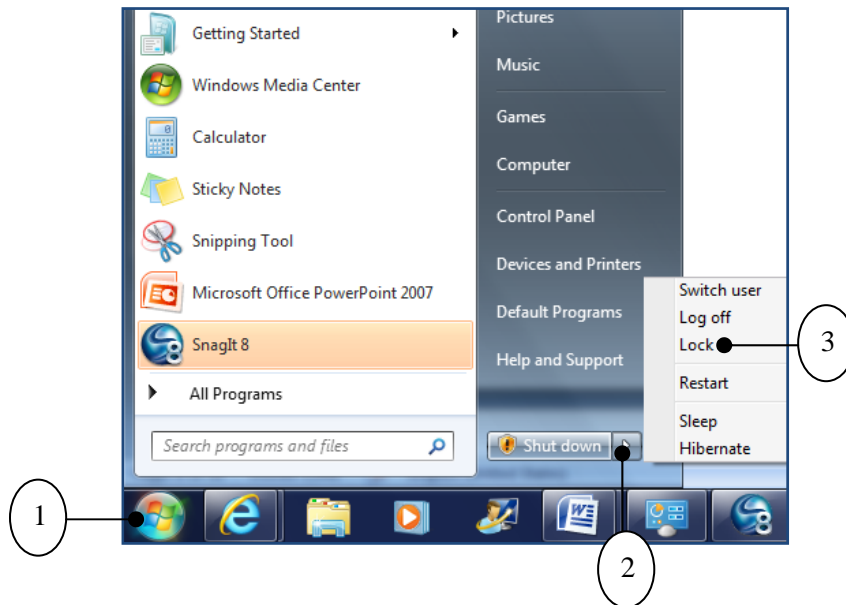 Getting Started
Windows Media Center
Calculator
Sticky Notes
Snipping Tool
Microsoft Office PowerPoint 2007
SnagIt 8
All Programs
Search programs and files
Pictures
Music
Games
Computer
Control Panel
Devices and Printers
Default Programs
Help and Support
Shut down
Switch user
Log off
Lock
Restart
Sleep
Hibernate
1
2
3